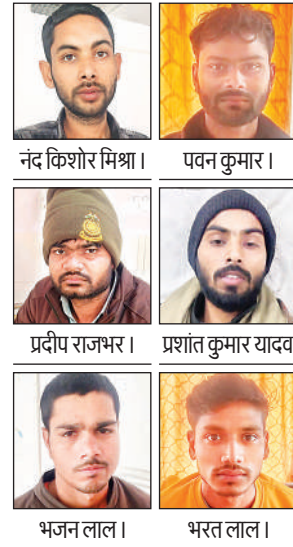 नंद किशोर मिश्रा।
पवन कुमार।
प्रदीप राजभर।
प्रशांत कुमार यादव
भजन लाल।
भरत लाल।